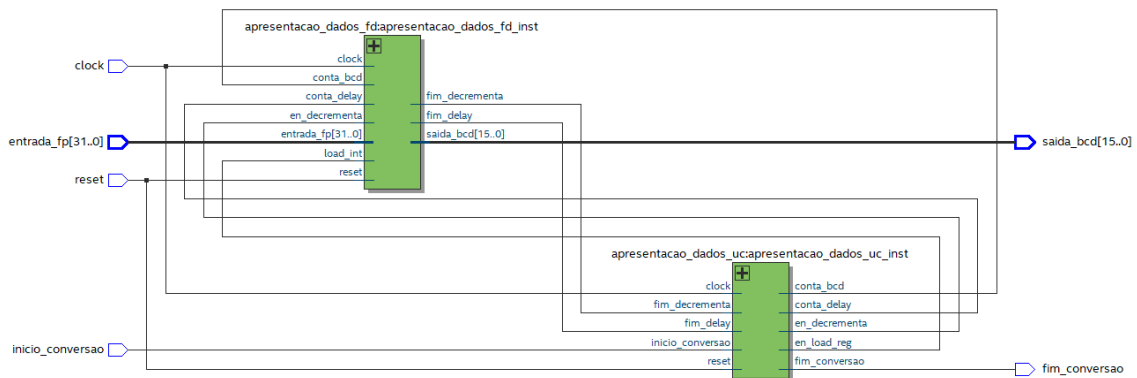 apresentacao_dados_fd:apresentacao_dados_fd_inst
clock
clock
conta_bcd
conta_delay
fim_decrementa
en_decrementa
fim_delay
entrada_fp[31..0]
entrada_fp[31..0]
saida_bcd[15..0]
saida_bcd[15..0]
load_int
reset
reset
apresentacao_dados_uc:apresentacao_dados_uc_inst
clock
conta_bcd
fim_decrementa
conta_delay
fim_delay
en_decrementa
inicio_conversao
inicio_conversao
en_load_reg
reset
fim_conversao
fim_conversao